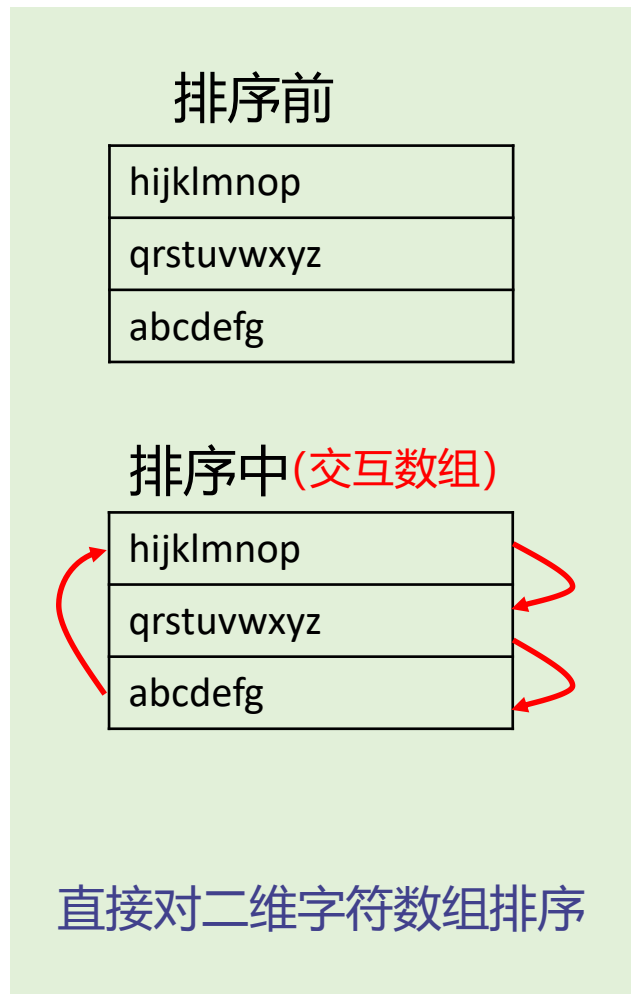 排序前
hijklmnop
qrstuvwxyz
abcdefg
排序中(交互数组)
hijklmnop
qrstuvwxyz
abcdefg
直接对二维字符数组排序